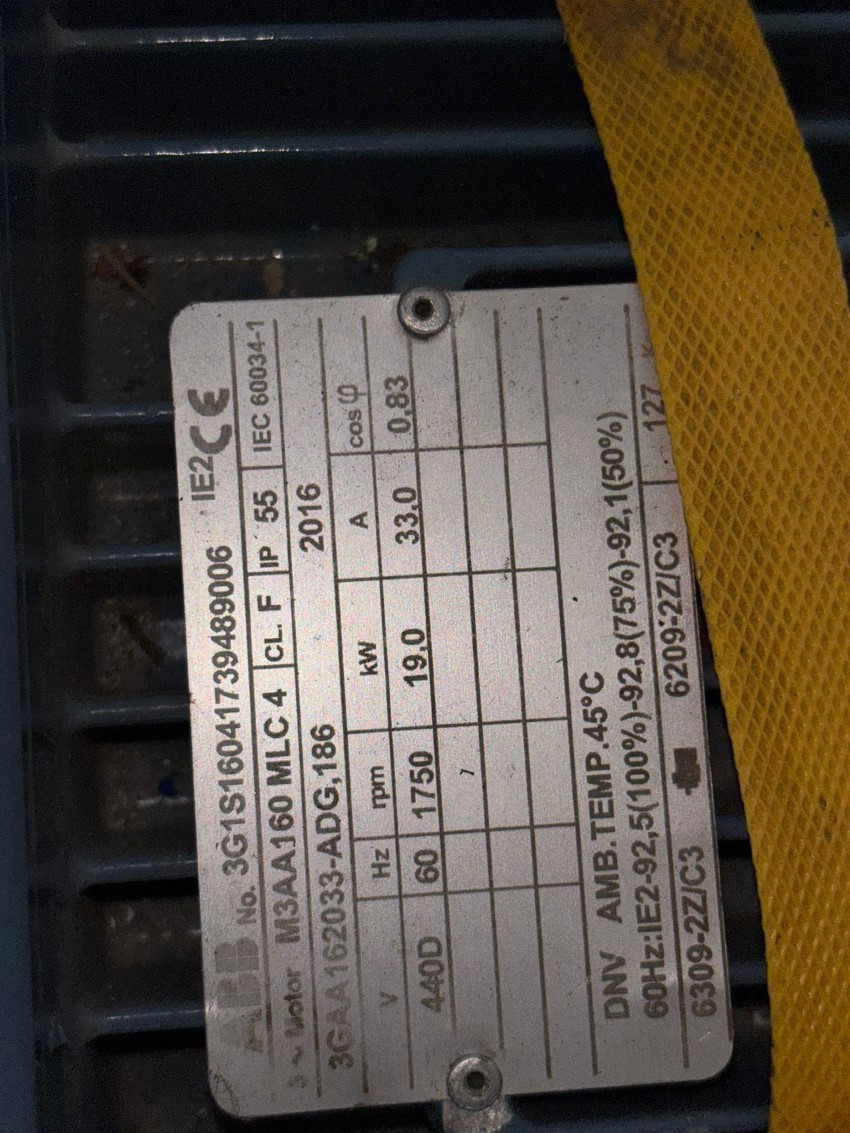 ABB No. 3G1S16041739489006 IE2 CE
3 ~ Motor M3AA160 MLC 4 CL. F IP 55 IEC 60034-1
3GAA162033-ADG,186 2016
V Hz rpm kW A cos φ
440D 60 1750 19.0 33.0 0.83
DNV AMB.TEMP.45°C
60Hz:IE2-92,5(100%)-92,8(75%)-92,1(50%)
6309-2Z/C3 6209-2Z/C3 127